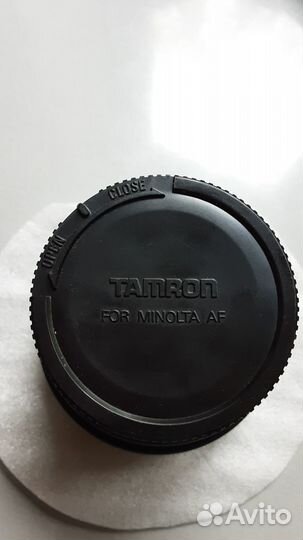 OPEN
CLOSE
TAMRON
FOR MINOLTA AF
Avito